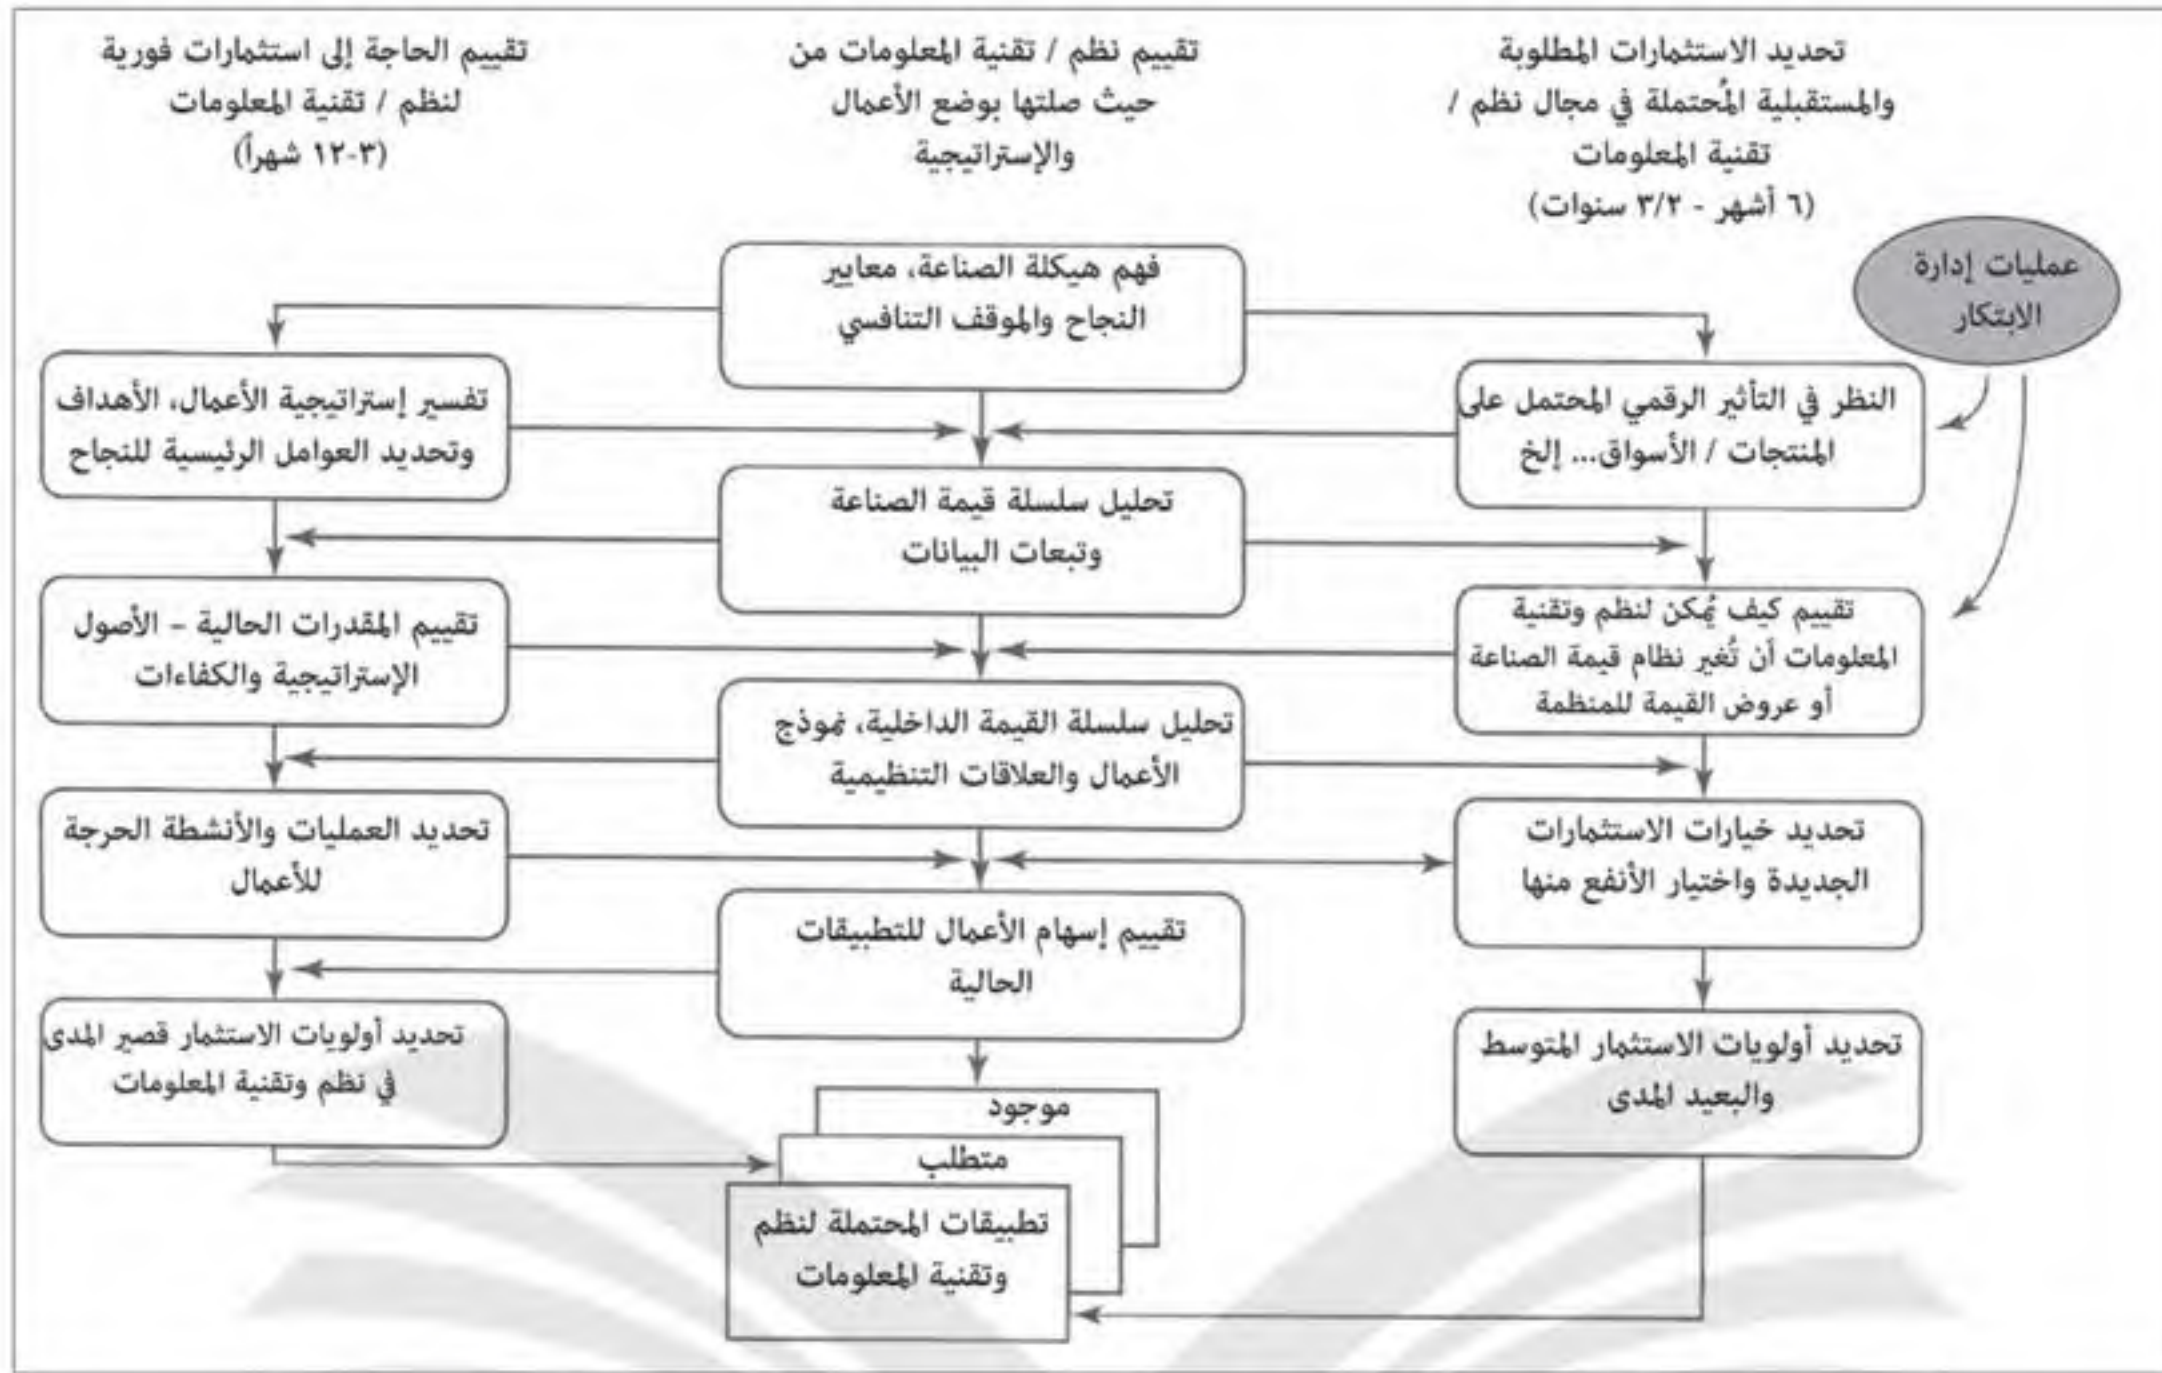 تحديد الاستثمارات المطلوبة
والمستقبلية المُحتملة في مجال نظم /
تقنية المعلومات
(٦ أشهر - ٣/٢ سنوات)
تقييم نظم / تقنية المعلومات من
حيث صلتها بوضع الأعمال
والإستراتيجية
تقييم الحاجة إلى استثمارات فورية
لنظم / تقنية المعلومات
(٣-١٢ شهراً)
عمليات إدارة
الابتكار
فهم هيكلة الصناعة، معايير
النجاح والموقف التنافسي
النظر في التأثير الرقمي المحتمل على
المنتجات / الأسواق... إلخ
تفسير إستراتيجية الأعمال، الأهداف
وتحديد العوامل الرئيسية للنجاح
تحليل سلسلة قيمة الصناعة
وتبعات البيانات
تقييم كيف يُمكن لنظم وتقنية
المعلومات أن تُغير نظام قيمة الصناعة
أو عروض القيمة للمنظمة
تقييم المقدرات الحالية – الأصول
الإستراتيجية والكفاءات
تحليل سلسلة القيمة الداخلية، نموذج
الأعمال والعلاقات التنظيمية
تحديد خيارات الاستثمارات
الجديدة واختيار الأنفع منها
تحديد العمليات والأنشطة الحرجة
للأعمال
تقييم إسهام الأعمال للتطبيقات
الحالية
تحديد أولويات الاستثمار المتوسط
والبعيد المدى
تحديد أولويات الاستثمار قصير المدى
في نظم وتقنية المعلومات
موجود
متطلب
تطبيقات المحتملة لنظم
وتقنية المعلومات